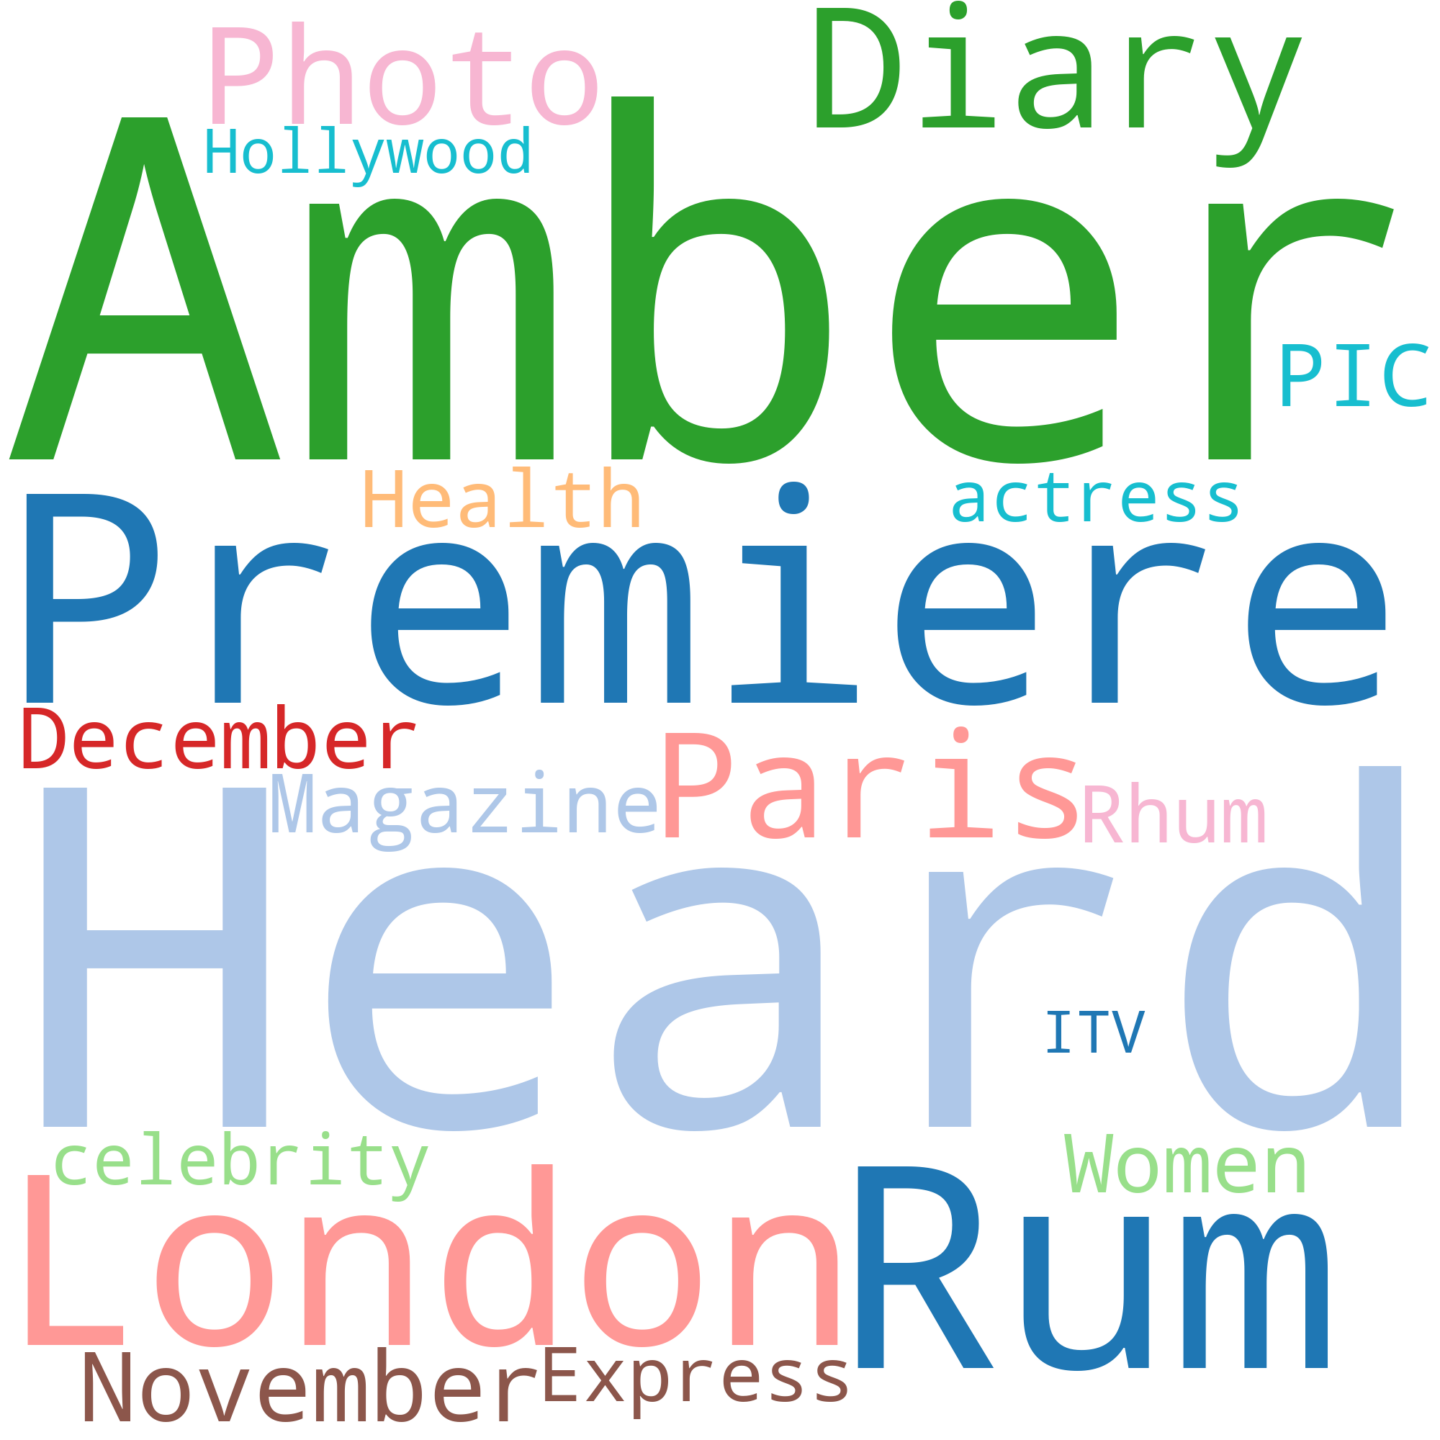 Photo
Diary
Hollywood
Amber
PIC
Health
actress
Premiere
December
Magazine
Paris
Rhum
Heard
ITV
celebrity
Women
London
Rum
November
Express